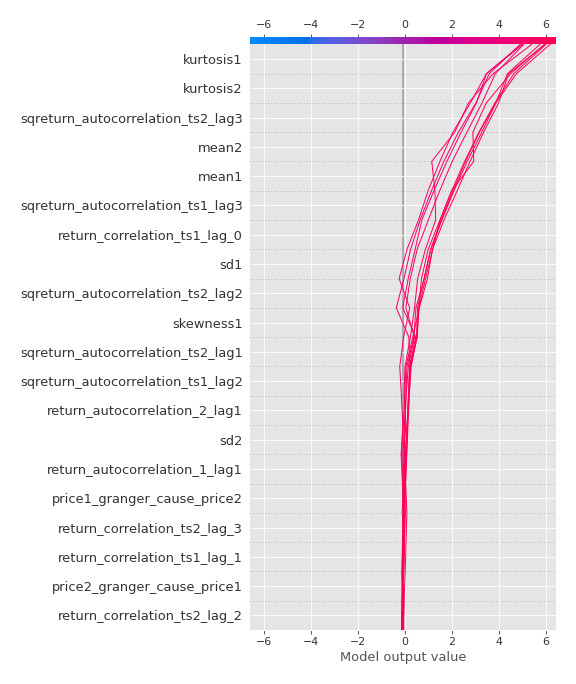 −6 −4 −2 0 2 4 6
kurtosis1
kurtosis2
sqreturn_autocorrelation_ts2_lag3
mean2
mean1
sqreturn_autocorrelation_ts1_lag3
return_correlation_ts1_lag_0
sd1
sqreturn_autocorrelation_ts2_lag2
skewness1
sqreturn_autocorrelation_ts2_lag1
sqreturn_autocorrelation_ts1_lag2
return_autocorrelation_2_lag1
sd2
return_autocorrelation_1_lag1
price1_granger_cause_price2
return_correlation_ts2_lag_3
return_correlation_ts1_lag_1
price2_granger_cause_price1
return_correlation_ts2_lag_2
−6 −4 −2 0 2 4 6
Model output value